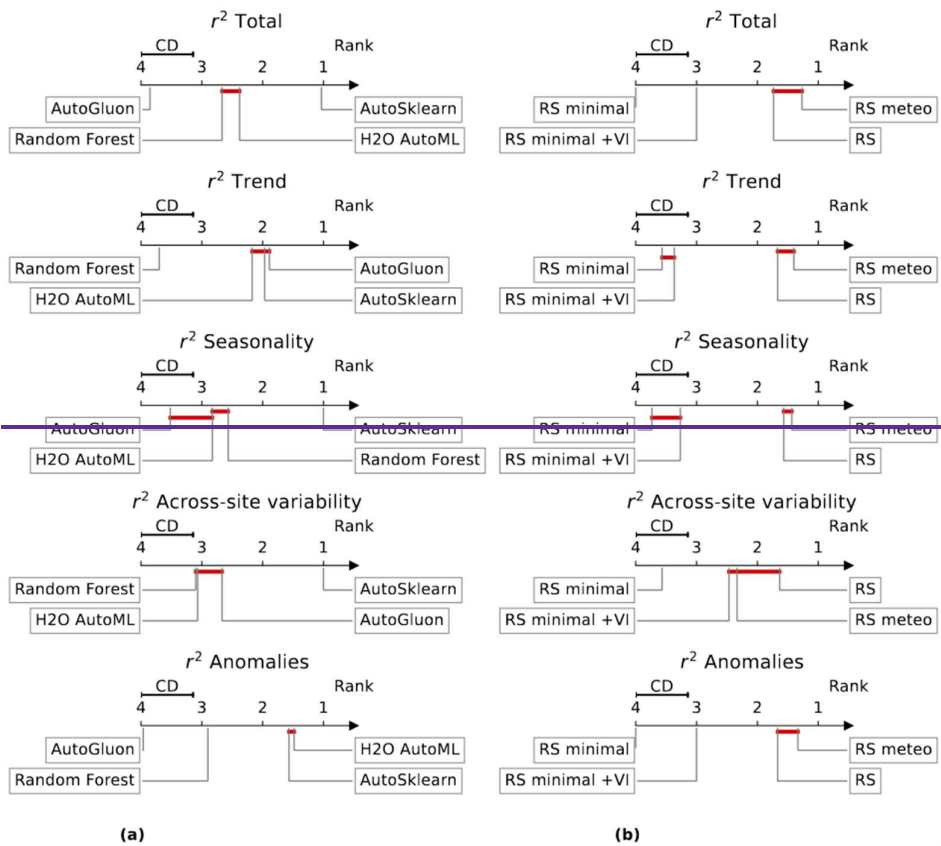 r² Total
CD
Rank
4 3 2 1
AutoGluon
AutoSklearn
Random Forest
H2O AutoML
r² Trend
CD
Rank
4 3 2 1
Random Forest
AutoGluon
H2O AutoML
AutoSklearn
r² Seasonality
CD
Rank
4 3 2 1
AutoGluon
AutoSklearn
H2O AutoML
Random Forest
r² Across-site variability
CD
Rank
4 3 2 1
Random Forest
AutoSklearn
H2O AutoML
AutoGluon
r² Anomalies
CD
Rank
4 3 2 1
AutoGluon
H2O AutoML
Random Forest
AutoSklearn
(a)
r² Total
CD
Rank
4 3 2 1
RS minimal
RS meteo
RS minimal +VI
RS
r² Trend
CD
Rank
4 3 2 1
RS minimal
RS meteo
RS minimal +VI
RS
r² Seasonality
CD
Rank
4 3 2 1
RS minimal
RS meteo
RS minimal +VI
RS
r² Across-site variability
CD
Rank
4 3 2 1
RS minimal
RS
RS minimal +VI
RS meteo
r² Anomalies
CD
Rank
4 3 2 1
RS minimal
RS meteo
RS minimal +VI
RS
(b)